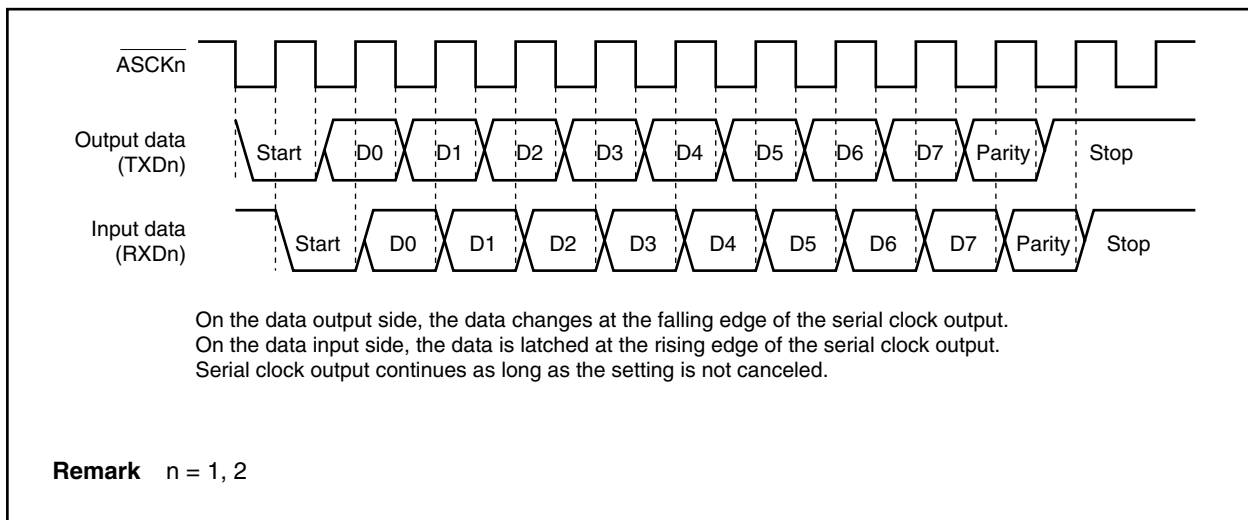 ASCKn
Output data
(TXDn)
Start D0 D1 D2 D3 D4 D5 D6 D7 Parity Stop
Input data
(RXDn)
Start D0 D1 D2 D3 D4 D5 D6 D7 Parity Stop
On the data output side, the data changes at the falling edge of the serial clock output.
On the data input side, the data is latched at the rising edge of the serial clock output.
Serial clock output continues as long as the setting is not canceled.
Remark n = 1, 2